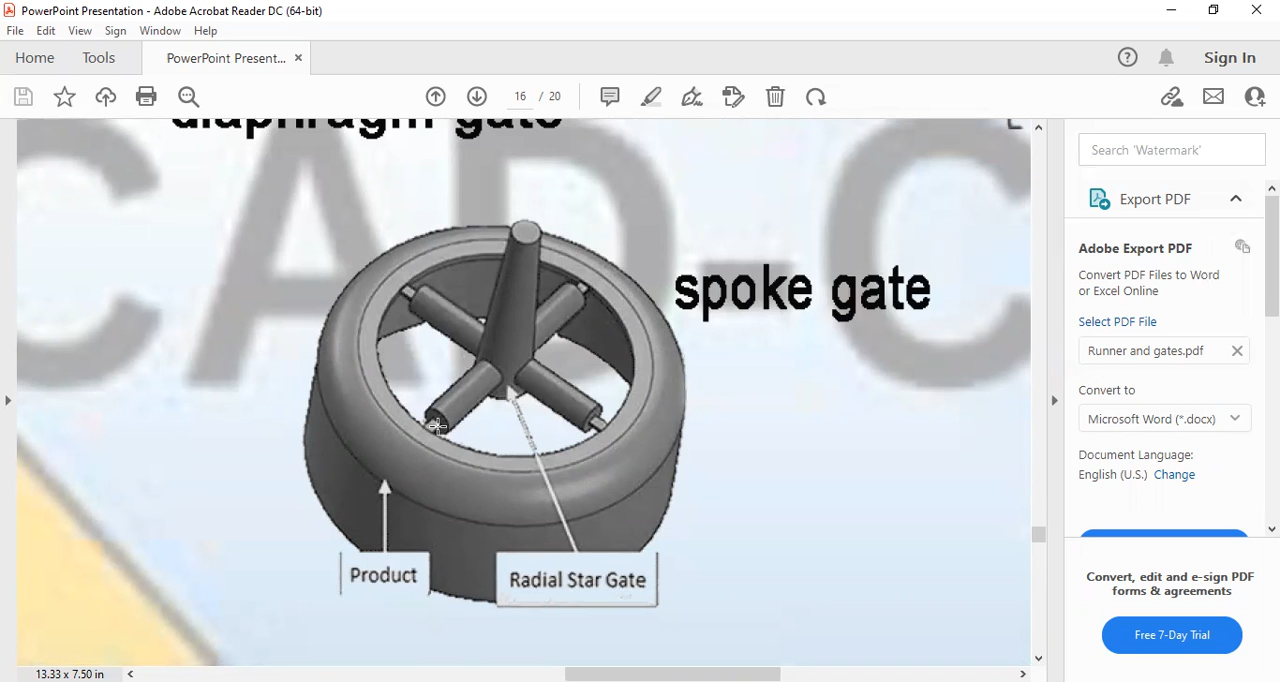 PowerPoint Presentation - Adobe Acrobat Reader DC (64-bit)
File Edit View Sign Window Help
Home Tools PowerPoint Present... × Sign In
16 / 20
diaphragm gate
CAD-C
spoke gate
Product
Radial Star Gate
13.33 x 7.50 in
Search 'Watermark'
Export PDF
Adobe Export PDF
Convert PDF Files to Word
or Excel Online
Select PDF File
Runner and gates.pdf
Convert to
Microsoft Word (*.docx)
Document Language:
English (U.S.) Change
Convert, edit and e-sign PDF
forms & agreements
Free 7-Day Trial